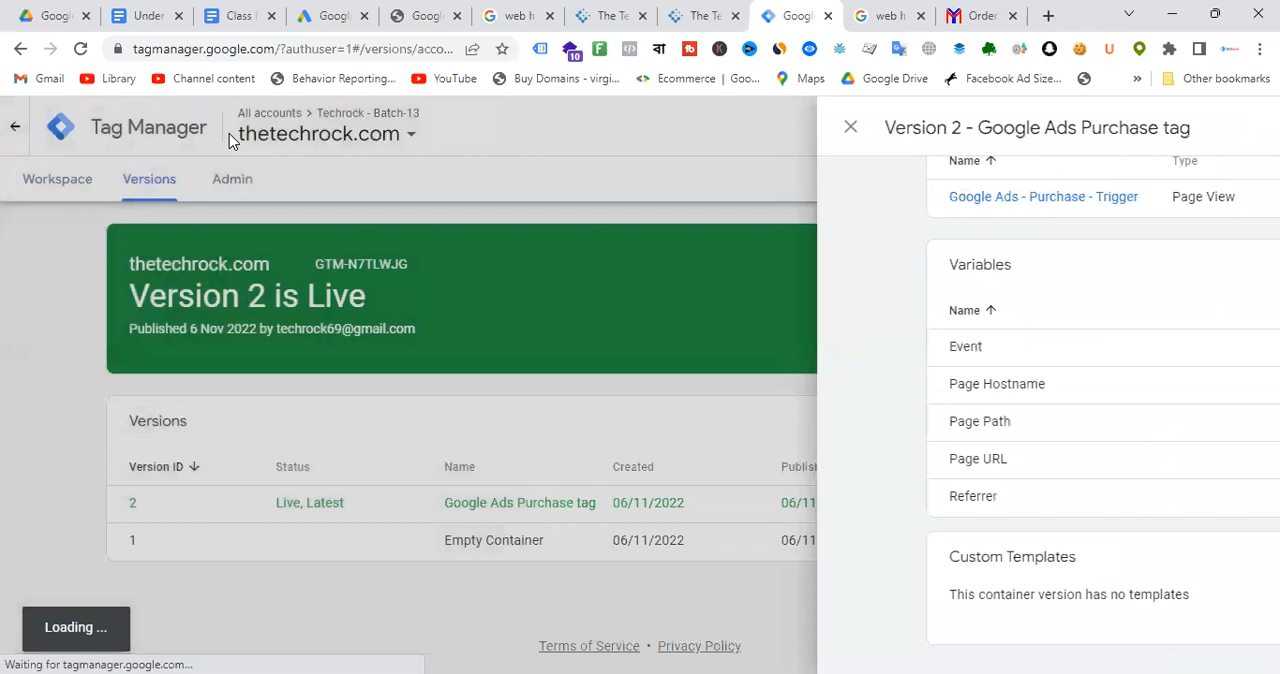 Google
Under
Class
Googl
Googl
web h
The Te
The Te
Googl
web h
Order
tagmanager.google.com/?authuser=1#/versions/acco...
10
Gmail
Library
Channel content
Behavior Reporting...
YouTube
Buy Domains - virgi...
Ecommerce | Goo...
Maps
Google Drive
Facebook Ad Size...
»
Other bookmarks
Tag Manager
All accounts > Techrock - Batch-13
thetechrock.com
Version 2 - Google Ads Purchase tag
Workspace
Versions
Admin
Name
Type
Google Ads - Purchase - Trigger
Page View
thetechrock.com
GTM-N7TLWJG
Version 2 is Live
Published 6 Nov 2022 by techrock69@gmail.com
Variables
Name
Event
Page Hostname
Page Path
Page URL
Referrer
Versions
Version ID
Status
Name
Created
Publis
2
Live, Latest
Google Ads Purchase tag
06/11/2022
06/11
1
Empty Container
06/11/2022
06/11
Custom Templates
This container version has no templates
Loading ...
Terms of Service • Privacy Policy
Waiting for tagmanager.google.com...